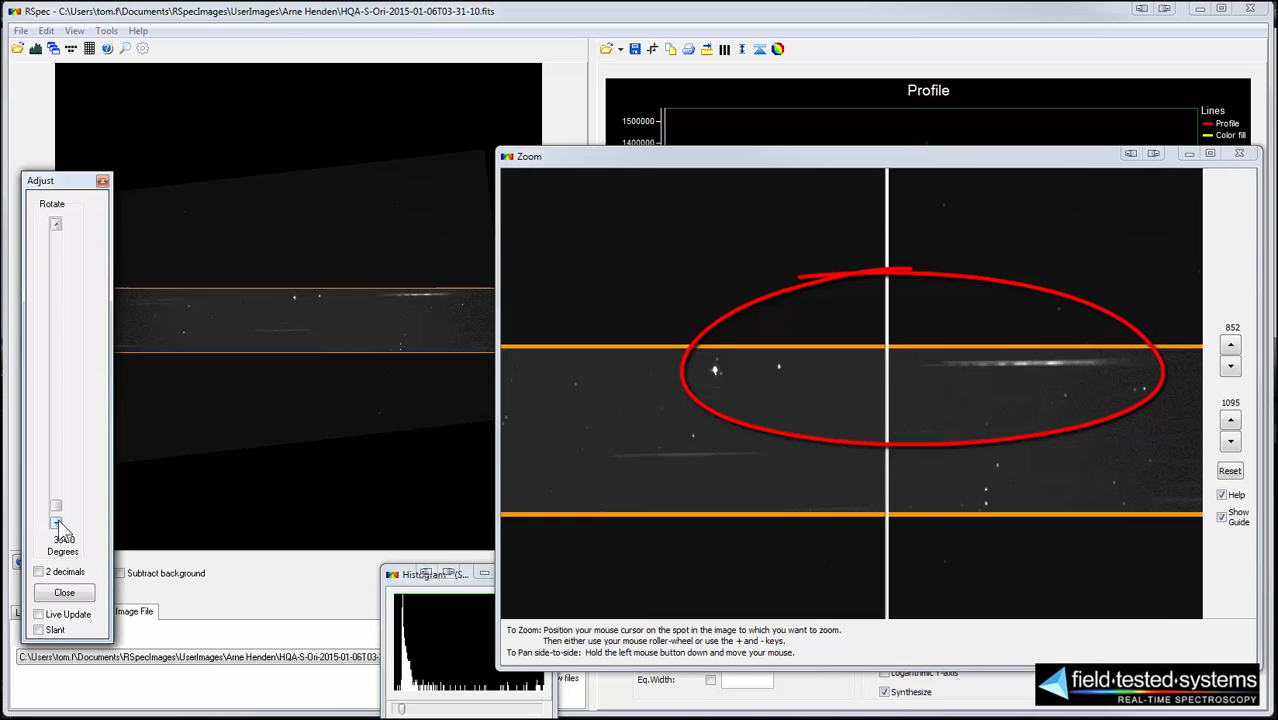 RSpec - C:\Users\tom.f\Documents\RSpecImages\UserImages\Arne Henden\HQA-S-Ori-2015-01-06T03-31-10.fits
File Edit View Tools Help
Profile
1500000
1400000
Lines
Profile
Color fill
Zoom
Adjust
Rotate
Degrees
2 decimals
Close
Live Update
Slant
852
1095
Reset
Help
Show
Guide
Subtract background
Histogram (S...
Image File
C:\Users\tom.f\Documents\RSpecImages\UserImages\Arne Henden\HQA-S-Ori-2015-01-06T03-3
To Zoom: Position your mouse cursor on the spot in the image to which you want to zoom.
Then either use your mouse roller-wheel or use the + and - keys.
To Pan side-to-side: Hold the left mouse button down and move your mouse.
Eq.Width:
Logarithmic Y-axis
Synthesize
field·tested·systems
REAL-TIME SPECTROSCOPY